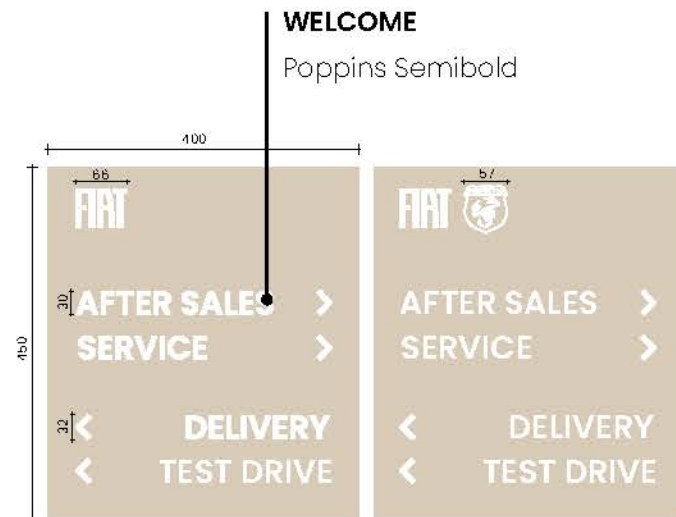 WELCOME
Poppins Semibold
400
66
57
FIAT
FIAT
30
AFTER SALES
AFTER SALES
SERVICE
SERVICE
450
32
DELIVERY
DELIVERY
TEST DRIVE
TEST DRIVE